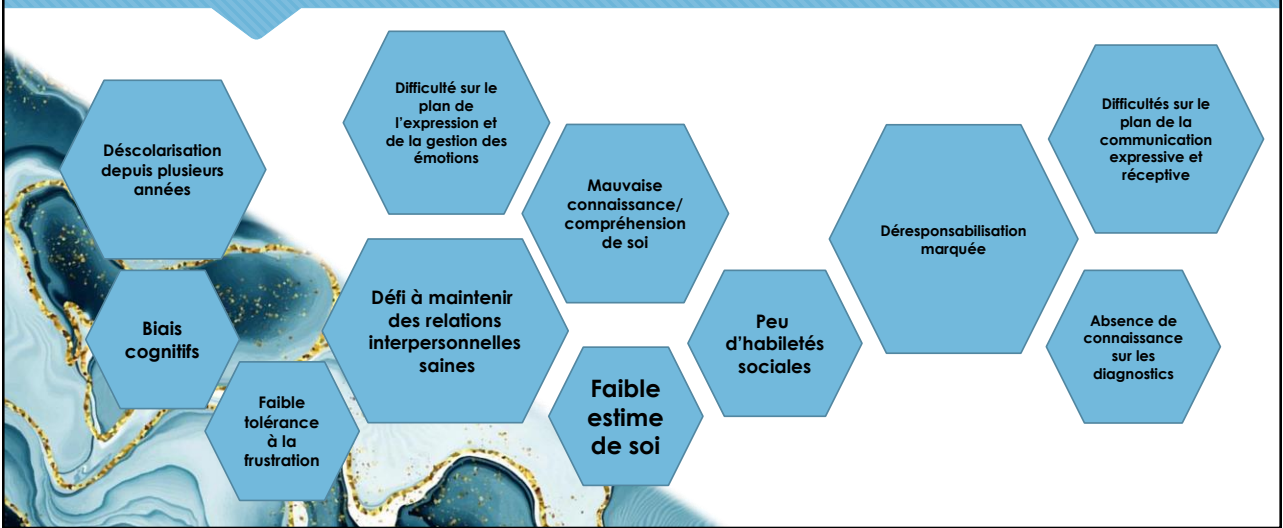 Déscolarisation
depuis plusieurs
années
Biais
cognitifs
Faible
tolérance
à la
frustration
Difficulté sur le
plan de
l’expression et
de la gestion des
émotions
Défi à maintenir
des relations
interpersonnelles
saines
Mauvaise
connaissance/
compréhension
de soi
Faible
estime
de soi
Peu
d’habiletés
sociales
Déresponsabilisation
marquée
Difficultés sur le
plan de la
communication
expressive et
réceptive
Absence de
connaissance
sur les
diagnostics